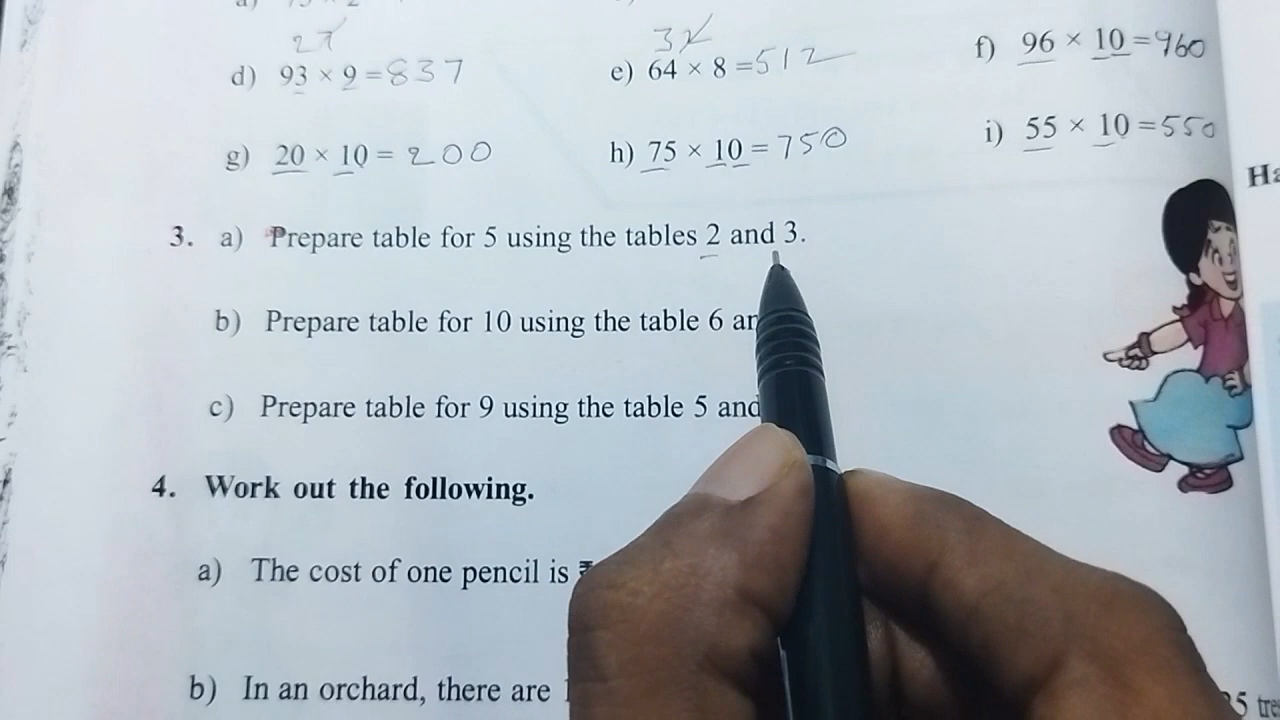 27 32
d) 93 × 9 = 837 e) 64 × 8 = 512 f) 96 × 10 = 960
g) 20 × 10 = 200 h) 75 × 10 = 750 i) 55 × 10 = 550
3. a) Prepare table for 5 using the tables 2 and 3.
b) Prepare table for 10 using the table 6
c) Prepare table for 9 using the table 5 and
4. Work out the following.
a) The cost of one pencil is ₹
b) In an orchard, there are